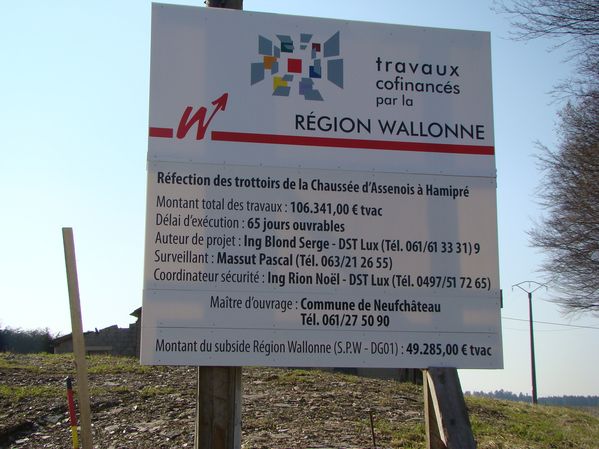 travaux
cofinancés
par la
RÉGION WALLONNE
W
Réfection des trottoirs de la Chaussée d'Assenois à Hamipré
Montant total des travaux : 106.341,00 € tvac
Délai d'exécution : 65 jours ouvrables
Auteur de projet : Ing Blond Serge - DST Lux (Tél. 061/61 33 31) 9
Surveillant : Massut Pascal (Tél. 063/21 26 55)
Coordinateur sécurité : Ing Rion Noël - DST Lux (Tél. 0497/51 72 65)
Maître d'ouvrage : Commune de Neufchâteau
Tél. 061/27 50 90
Montant du subside Région Wallonne (S.P.W - DG01) : 49.285,00 € tvac